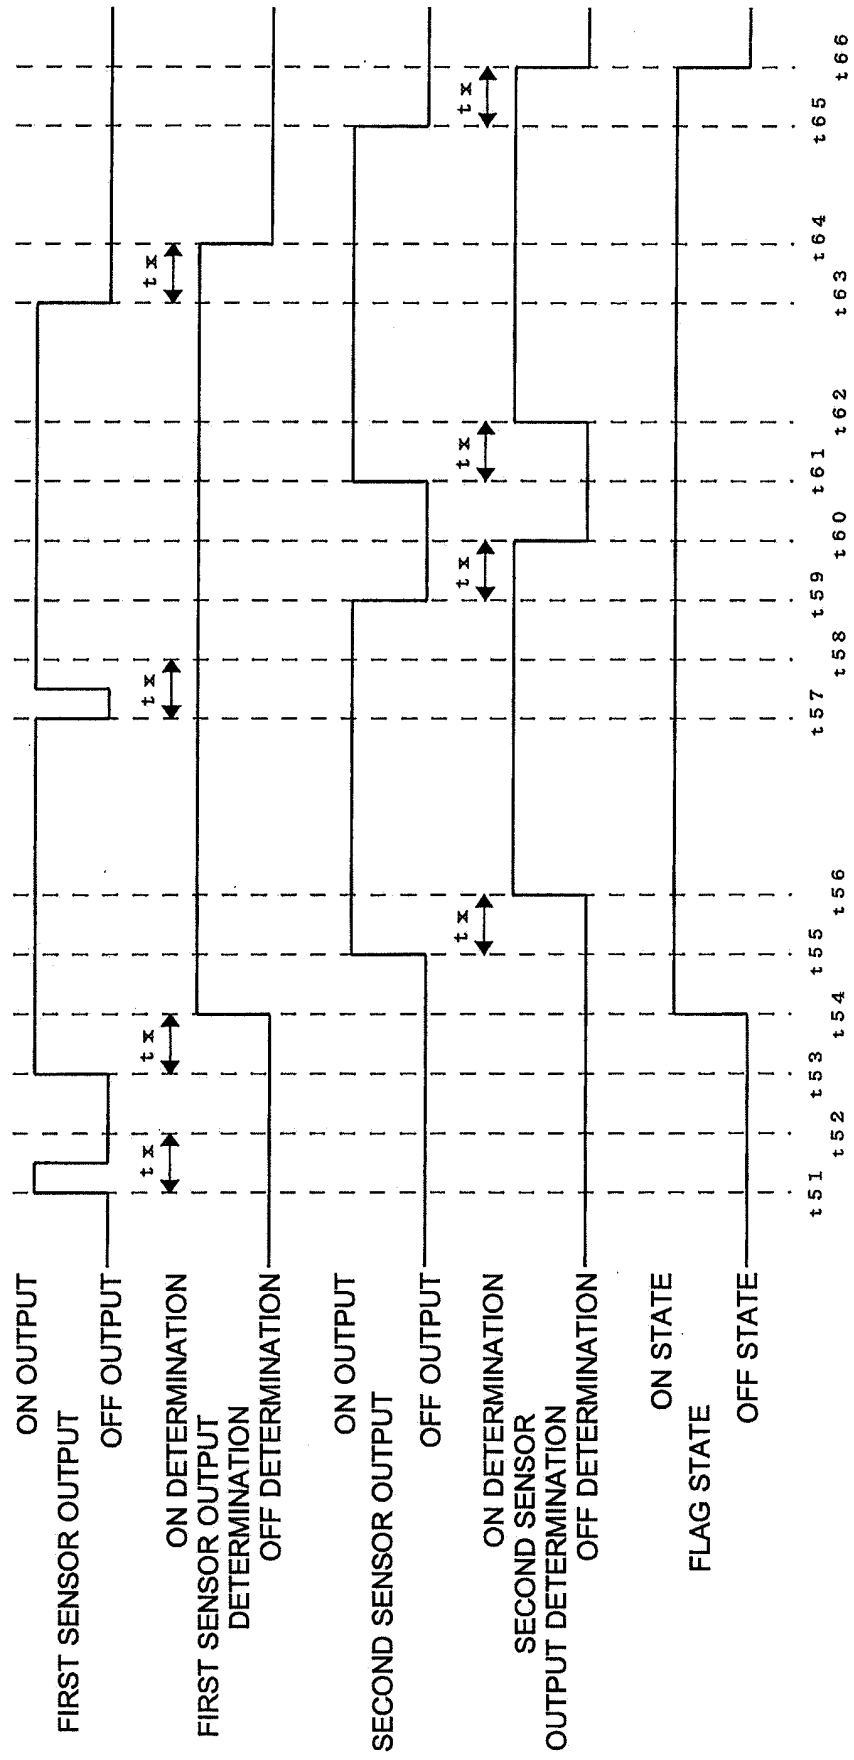 ON OUTPUT
FIRST SENSOR OUTPUT
OFF OUTPUT
tx
tx
tx
tx
ON DETERMINATION
FIRST SENSOR OUTPUT
DETERMINATION
OFF DETERMINATION
ON OUTPUT
SECOND SENSOR OUTPUT
OFF OUTPUT
tx
tx
tx
tx
ON DETERMINATION
SECOND SENSOR
OUTPUT DETERMINATION
OFF DETERMINATION
ON STATE
FLAG STATE
OFF STATE
t51
t52
t53
t54
t55
t56
t57
t58
t59
t60
t61
t62
t63
t64
t65
t66